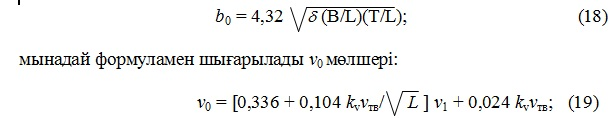 b₀ = 4,32 √δ (B/L)(T/L); (18)
мынадай формуламен шығарылады v₀ мөлшері:
v₀ = [0,336 + 0,104 kᵥvтв/√L ] v₁ + 0,024 kᵥvтв; (19)